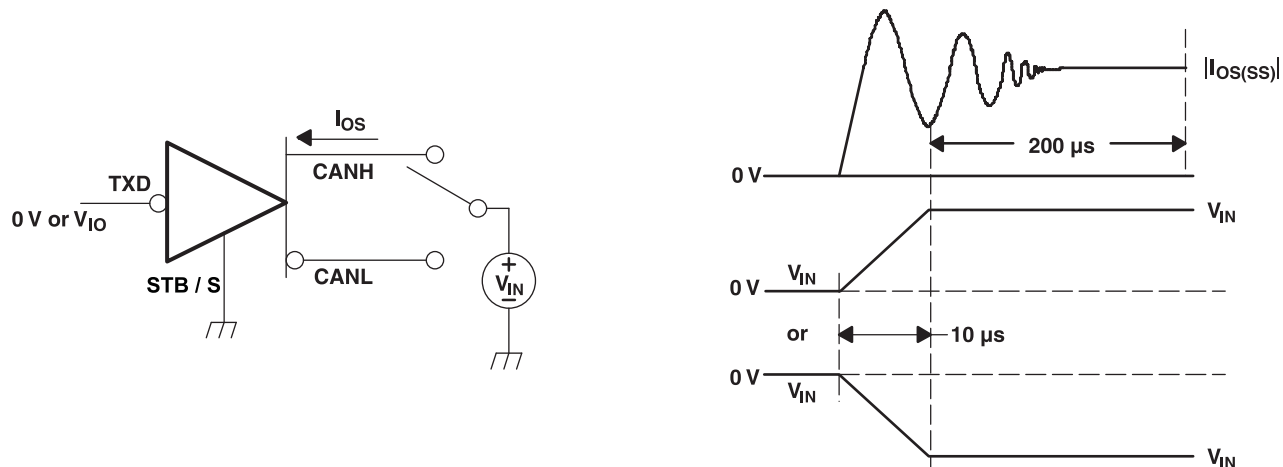 I_OS
CANH
TXD
0 V or V_IO
STB / S
CANL
+
V_IN
–
|I_OS(SS)|
200 µs
0 V
V_IN
V_IN
0 V
or
10 µs
0 V
V_IN
V_IN